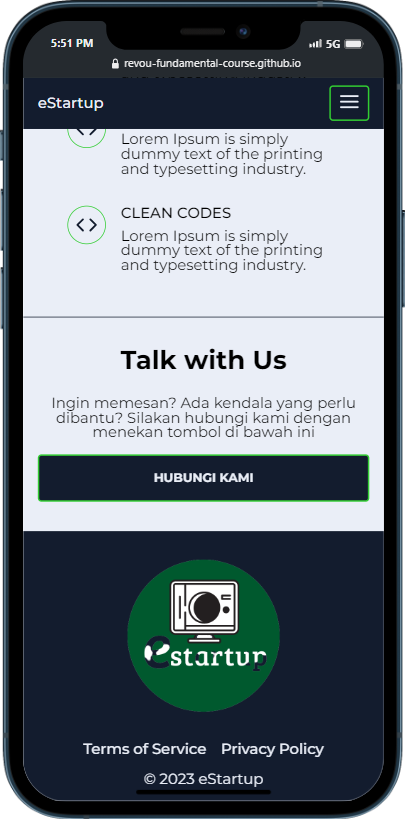 5:51 PM
5G
revou-fundamental-course.github.io
eStartup
Lorem Ipsum is simply
dummy text of the printing
and typesetting industry.
CLEAN CODES
Lorem Ipsum is simply
dummy text of the printing
and typesetting industry.
Talk with Us
Ingin memesan? Ada kendala yang perlu
dibantu? Silakan hubungi kami dengan
menekan tombol di bawah ini
HUBUNGI KAMI
estartup
Terms of Service Privacy Policy
© 2023 eStartup